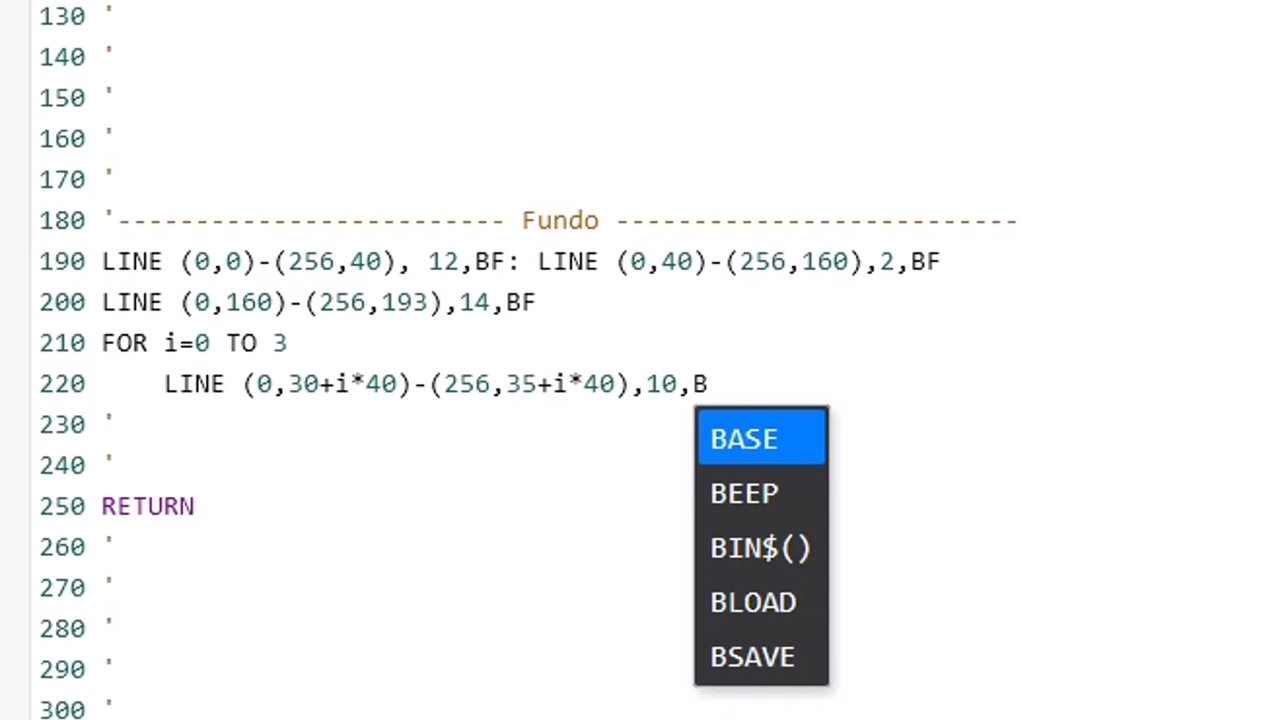 130 '
140 '
150 '
160 '
170 '
180 '------------------------- Fundo --------------------------
190 LINE (0,0)-(256,40), 12,BF: LINE (0,40)-(256,160),2,BF
200 LINE (0,160)-(256,193),14,BF
210 FOR i=0 TO 3
220     LINE (0,30+i*40)-(256,35+i*40),10,B
230 '
BASE
240 '
BEEP
250 RETURN
260 '
BIN$()
270 '
BLOAD
280 '
290 '
BSAVE
300 '